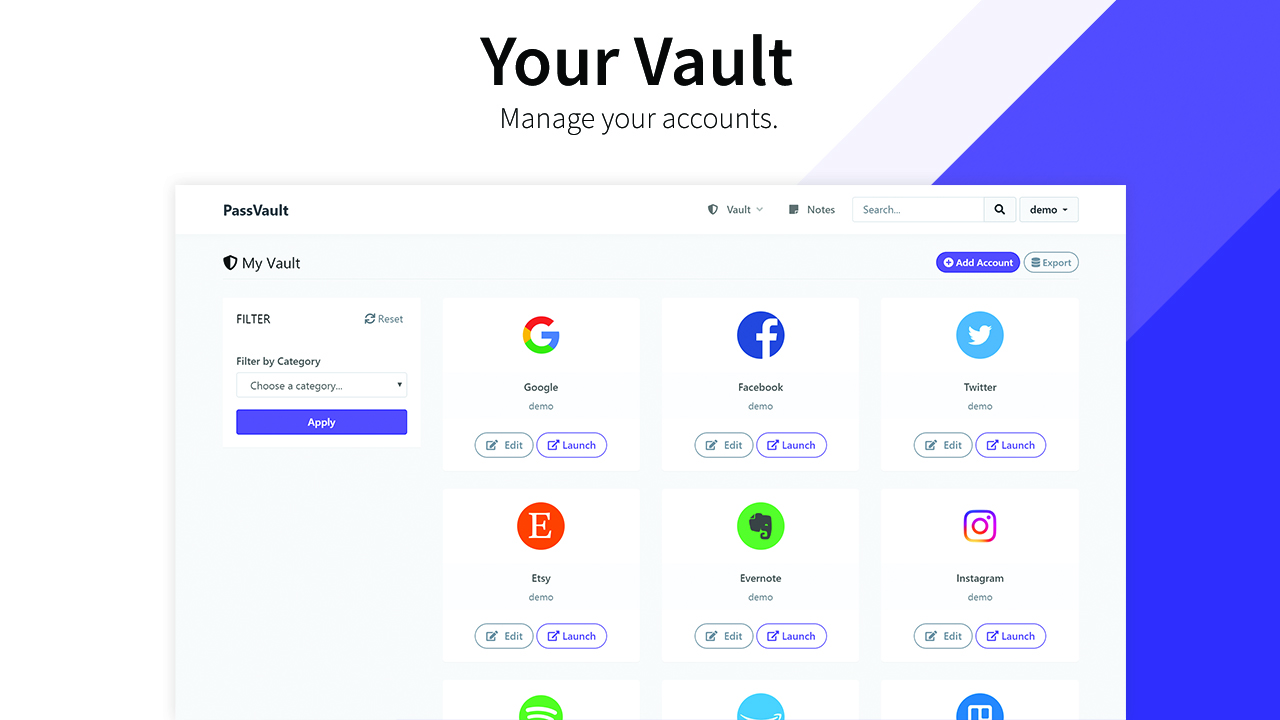 Your Vault
Manage your accounts.
PassVault
Vault
Notes
Search...
demo
My Vault
Add Account
Export
FILTER
Reset
Filter by Category
Choose a category...
Apply
Google
demo
Edit
Launch
Facebook
demo
Edit
Launch
Twitter
demo
Edit
Launch
E
Etsy
demo
Edit
Launch
Evernote
demo
Edit
Launch
Instagram
demo
Edit
Launch